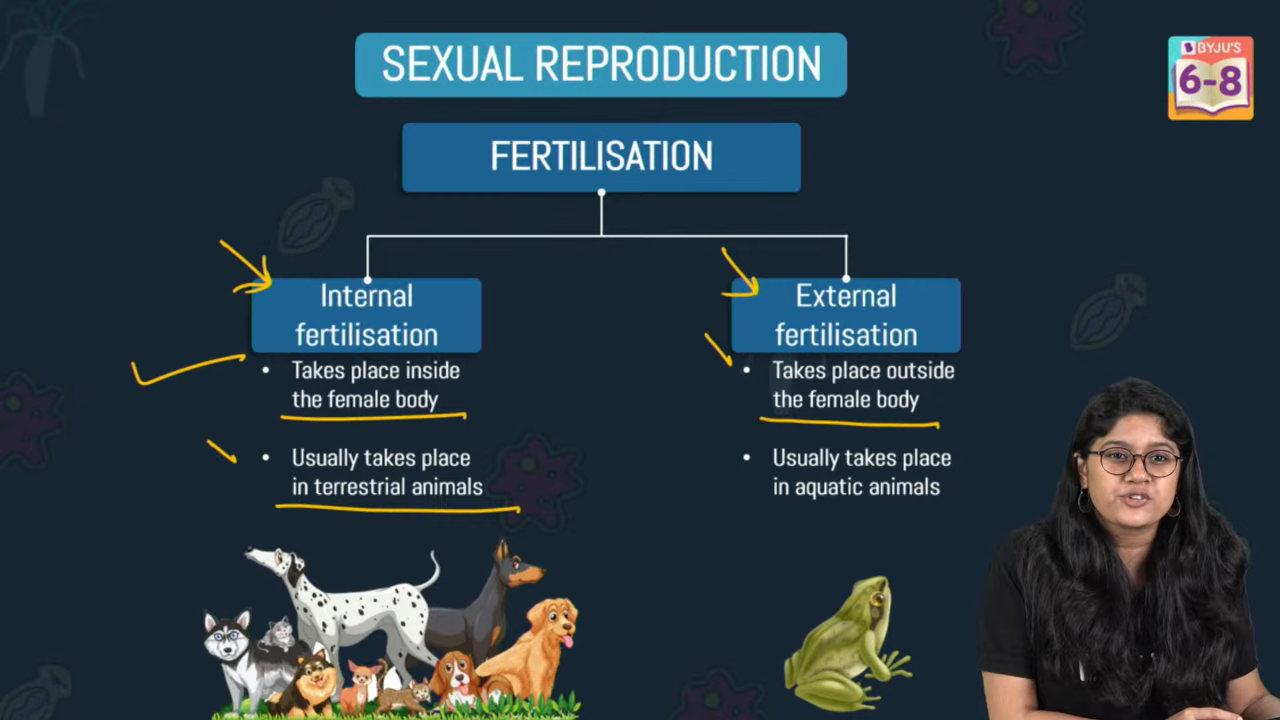 SEXUAL REPRODUCTION
BYJU'S
6-8
FERTILISATION
Internal
fertilisation
• Takes place inside
the female body
• Usually takes place
in terrestrial animals
External
fertilisation
• Takes place outside
the female body
• Usually takes place
in aquatic animals